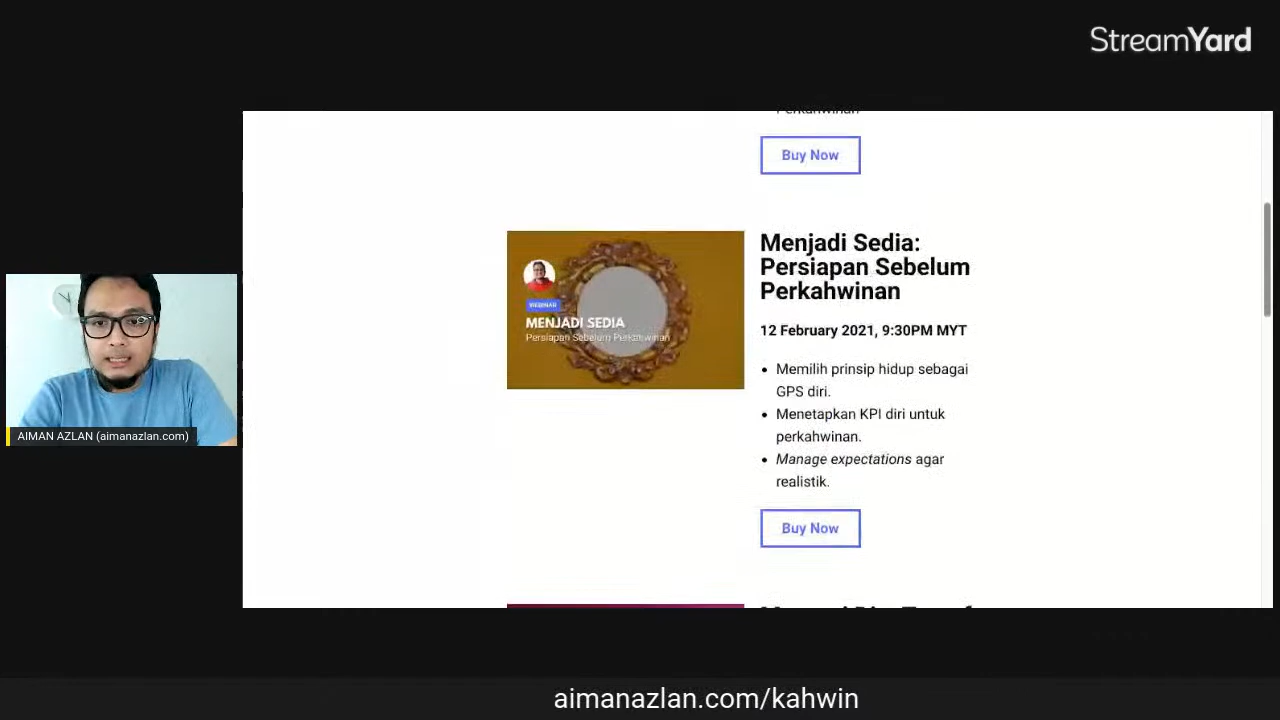 StreamYard
Perkahwinan
Buy Now
WEBINAR
MENJADI SEDIA
Persiapan Sebelum Perkahwinan
Menjadi Sedia:
Persiapan Sebelum
Perkahwinan
12 February 2021, 9:30PM MYT
• Memilih prinsip hidup sebagai
GPS diri.
• Menetapkan KPI diri untuk
perkahwinan.
• Manage expectations agar
realistik.
Buy Now
AIMAN AZLAN (aimanazlan.com)
aimanazlan.com/kahwin